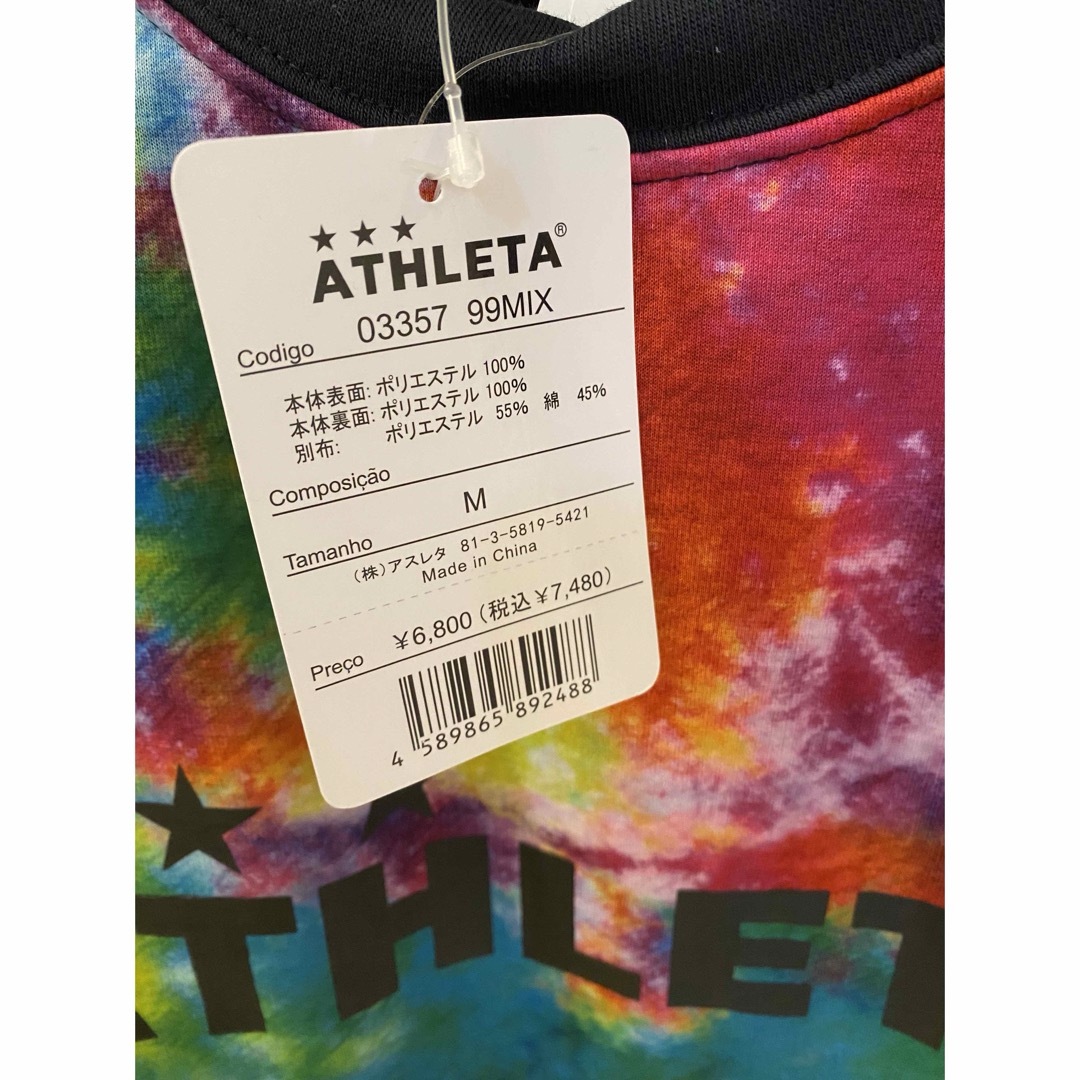 ★★★
ATHLETA®
Codigo 03357 99MIX
本体表面: ポリエステル 100%
本体裏面: ポリエステル 100%
別布: ポリエステル 55% 綿 45%
Composição
M
Tamanho
(株)アスレタ 81-3-5819-5421
Made in China
¥6,800(税込¥7,480)
Preço
4 589865 892488
ATHLET